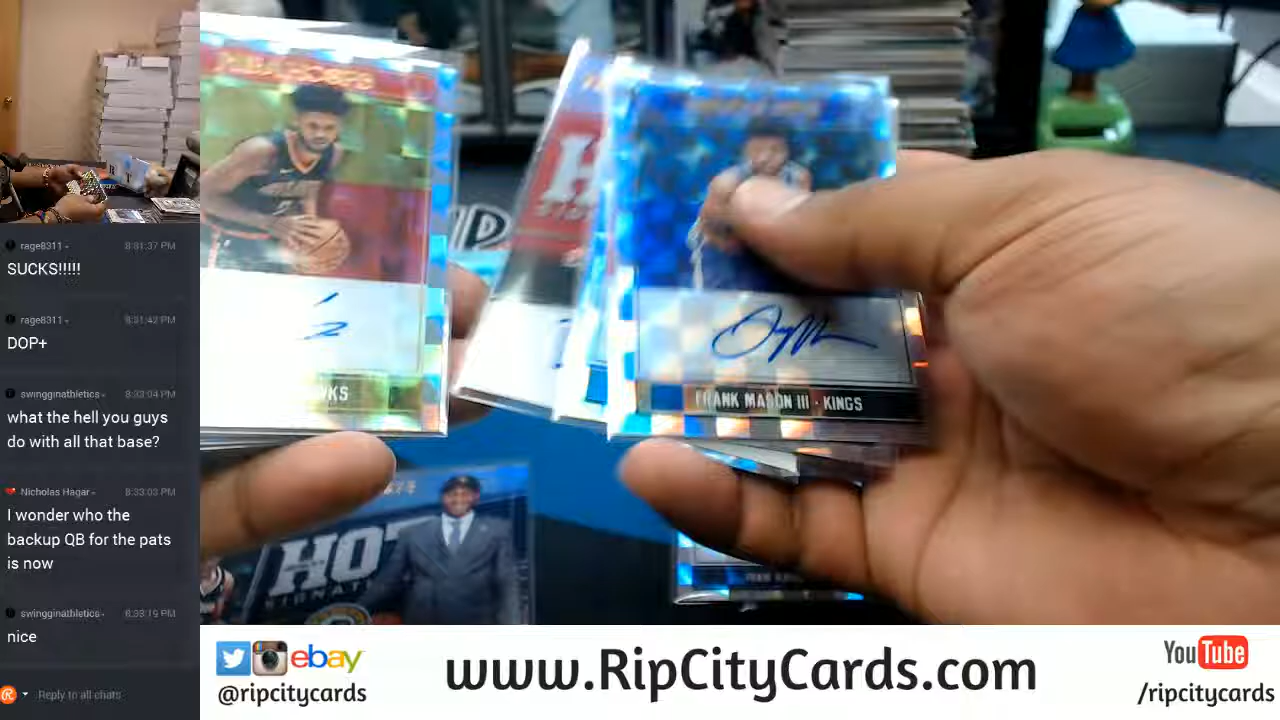 rage8311
8:31:37 PM
SUCKS!!!!!
rage8311
8:31:42 PM
DOP+
swingginathletics
8:33:04 PM
what the hell you guys
do with all that base?
Nicholas Hagar
8:33:03 PM
I wonder who the
backup QB for the pats
is now
swingginathletics
8:33:19 PM
nice
Reply to all chats
FRANK MASON III · KINGS
HOT
ebay
@ripcitycards
www.RipCityCards.com
YouTube
/ripcitycards